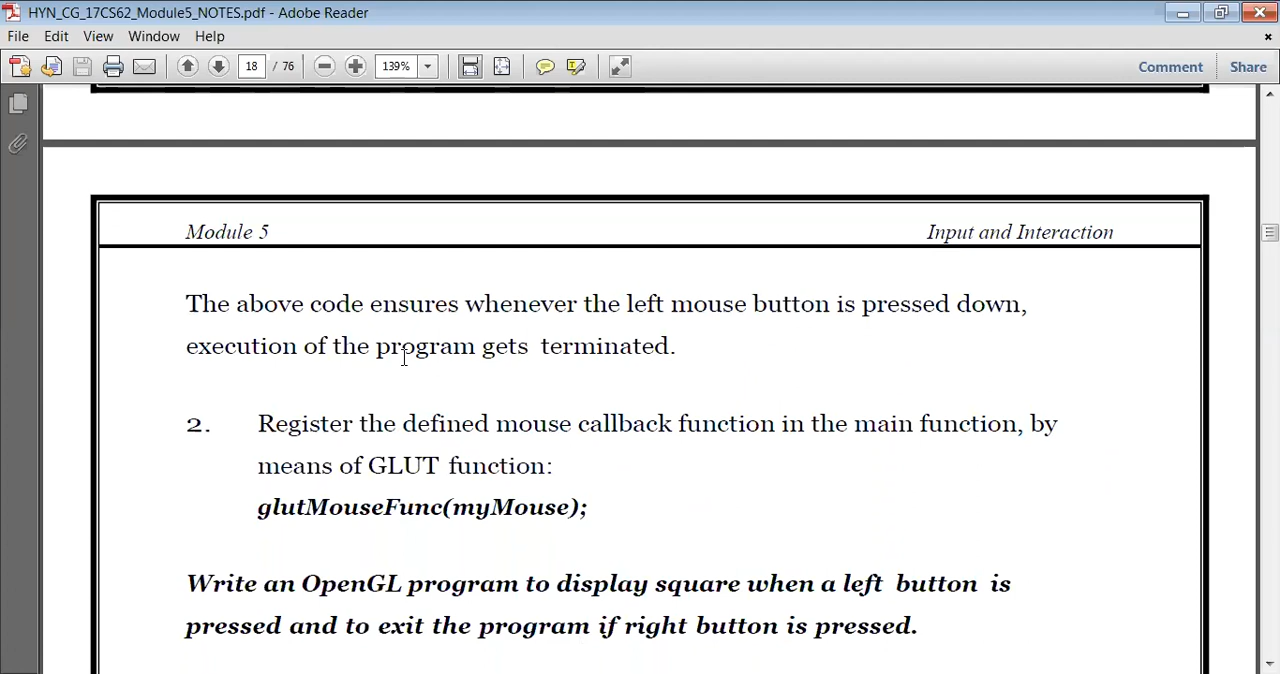 HYN_CG_17CS62_Module5_NOTES.pdf - Adobe Reader
File Edit View Window Help
18 / 76 139% Comment Share
Module 5 Input and Interaction
The above code ensures whenever the left mouse button is pressed down,
execution of the program gets terminated.
2. Register the defined mouse callback function in the main function, by
means of GLUT function:
glutMouseFunc(myMouse);
Write an OpenGL program to display square when a left button is
pressed and to exit the program if right button is pressed.